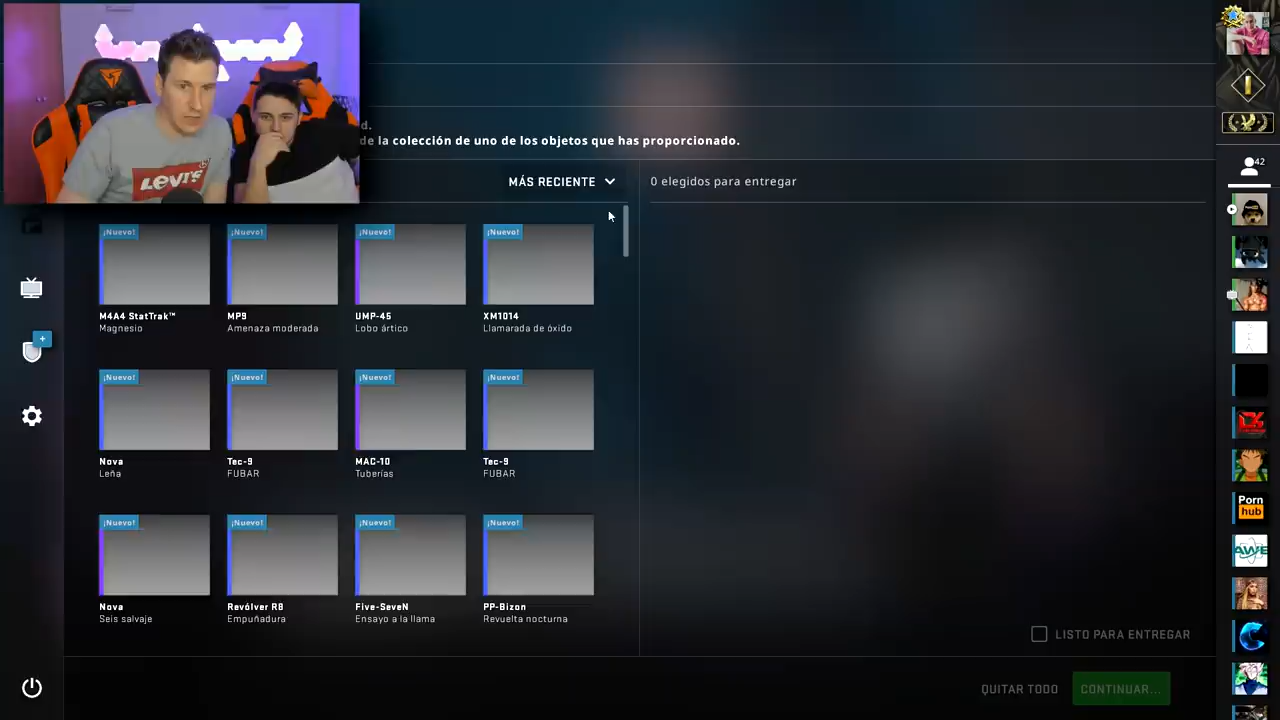 LEVI'S
d.
de la colección de uno de los objetos que has proporcionado.
MÁS RECIENTE
0 elegidos para entregar
¡Nuevo! ¡Nuevo! ¡Nuevo! ¡Nuevo!
M4A4 StatTrak™ MP9 UMP-45 XM1014
Magnesio Amenaza moderada Lobo ártico Llamarada de óxido
¡Nuevo! ¡Nuevo! ¡Nuevo! ¡Nuevo!
Nova Tec-9 MAC-10 Tec-9
Leña FUBAR Tuberías FUBAR
¡Nuevo! ¡Nuevo! ¡Nuevo! ¡Nuevo!
Nova Revólver R8 Five-SeveN PP-Bizon
Seis salvaje Empuñadura Ensayo a la llama Revuelta nocturna
LISTO PARA ENTREGAR
QUITAR TODO
CONTINUAR...
42
Porn
hub
AWE